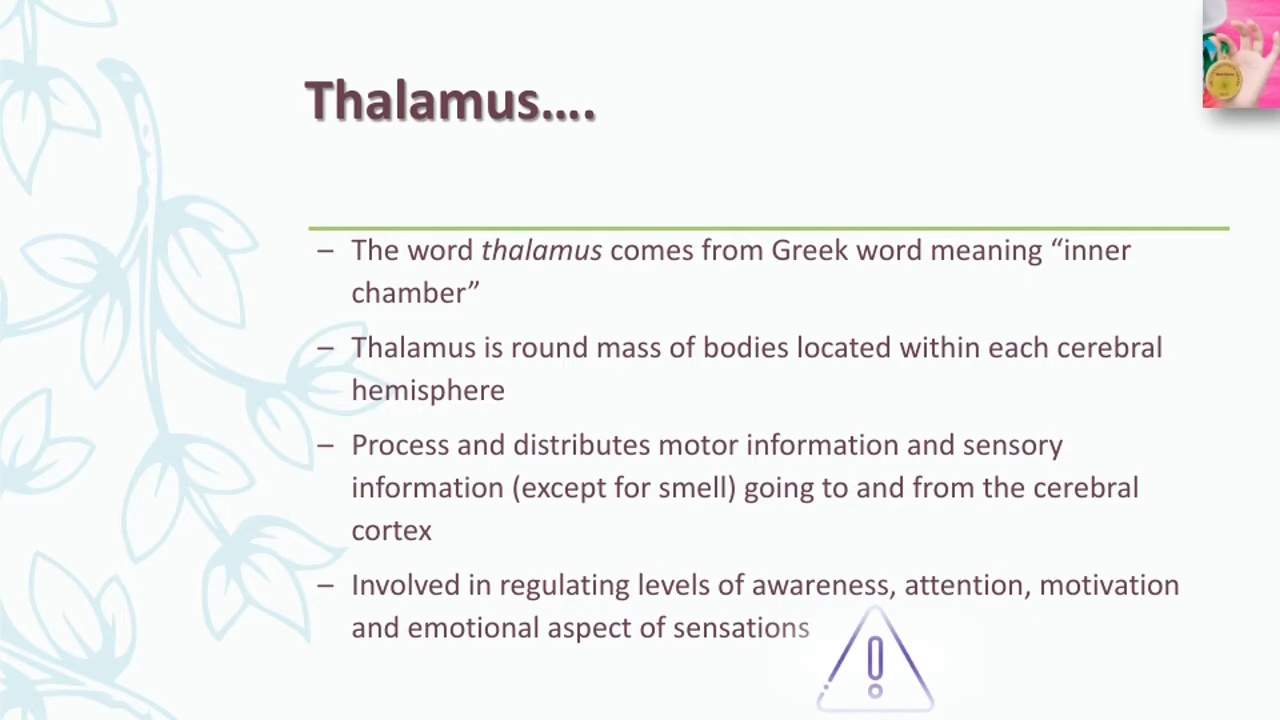 Thalamus....
– The word thalamus comes from Greek word meaning “inner
chamber”
– Thalamus is round mass of bodies located within each cerebral
hemisphere
– Process and distributes motor information and sensory
information (except for smell) going to and from the cerebral
cortex
– Involved in regulating levels of awareness, attention, motivation
and emotional aspect of sensations